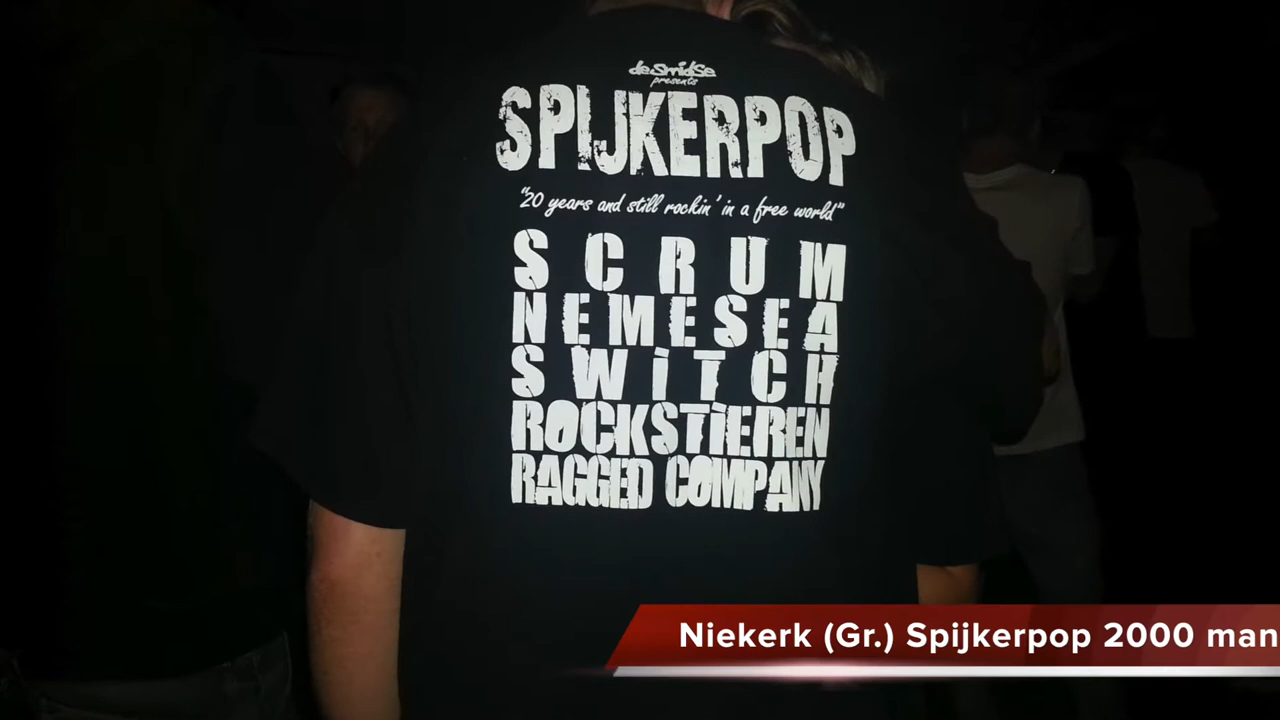 de Smidse
presents
SPIJKERPOP
"20 years and still rockin' in a free world"
SCRUM
NEMESEA
SWiTCH
ROCKSTiEREN
RAGGED COMPANY
Niekerk (Gr.) Spijkerpop 2000 man